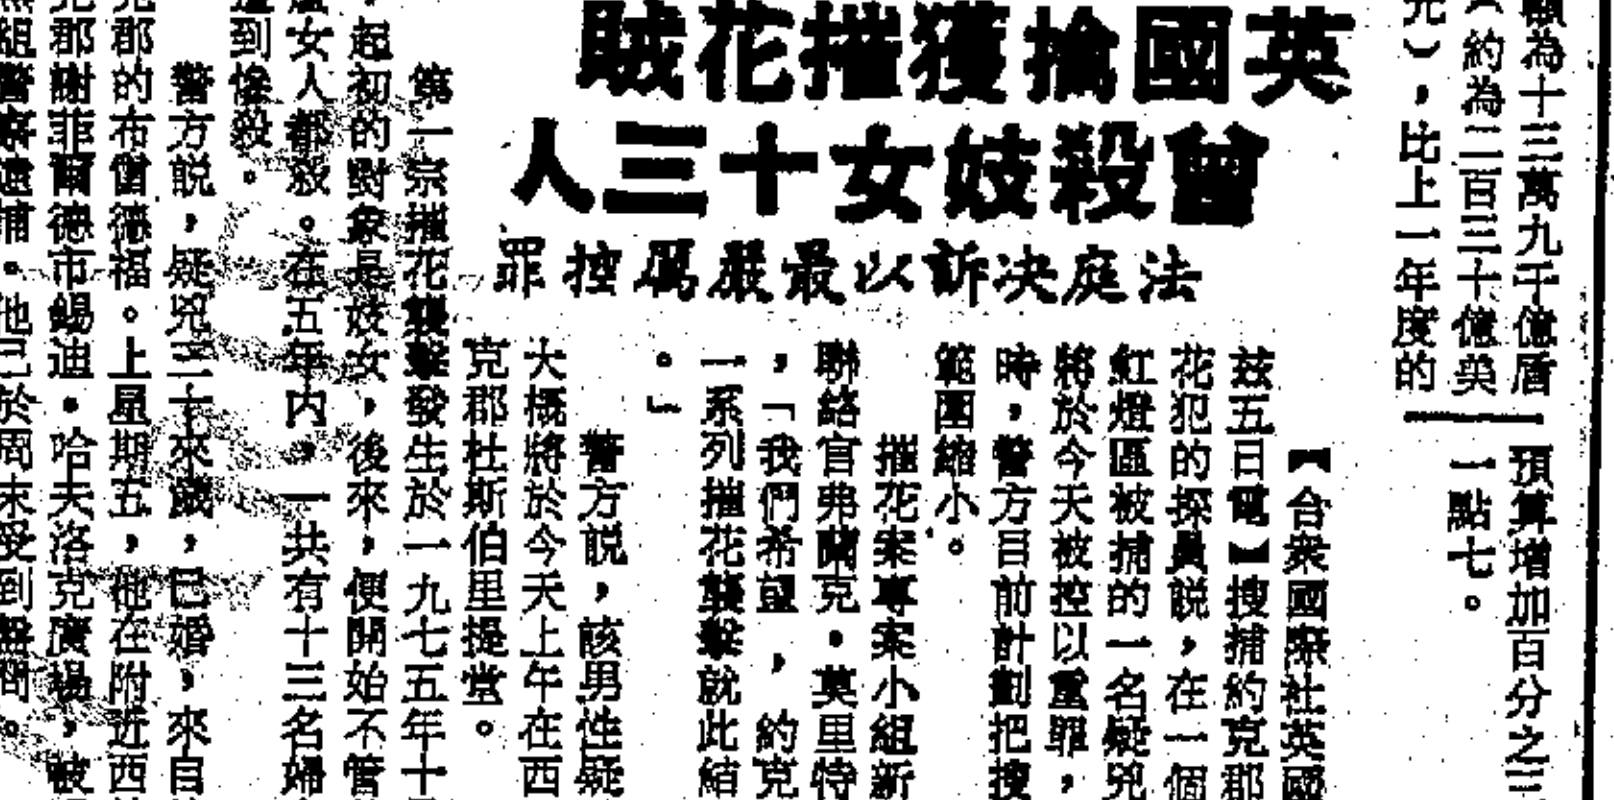 額為十三萬九千億盾
(約為二百三十億美
元），比上一年度的
預算增加百分之三
一點七。
英國擒獲摧花賊
曾殺妓女十三人
法庭決訴以最嚴厲控罪
【合衆國際社英國
茲五日電】搜捕約克郡
花犯的探員說，在一個
紅燈區被捕的一名疑兇
將於今天被控以重罪，
時，警方目前計劃把搜
範圍縮小。
摧花案專案小組新
聯絡官弗蘭克·莫里特
，「我們希望，約克
一系列摧花襲擊就此結
。」
警方說，該男性疑
大概將於今天上午在西
克郡杜斯伯里提堂。
第一宗摧花襲擊發生於一九七五年十
，起初的對象是妓女，後來，便開始不管
女人都殺。在五年内，一共有十三名婦
遭到慘殺。
警方說，疑兇三十來歲，已婚，來自
克郡的布儹德福。上星期五，他在附近西
克郡謝菲爾德市錫迪·哈夫洛克廣場，被
組警察逮捕。他已於周末受到盤問。